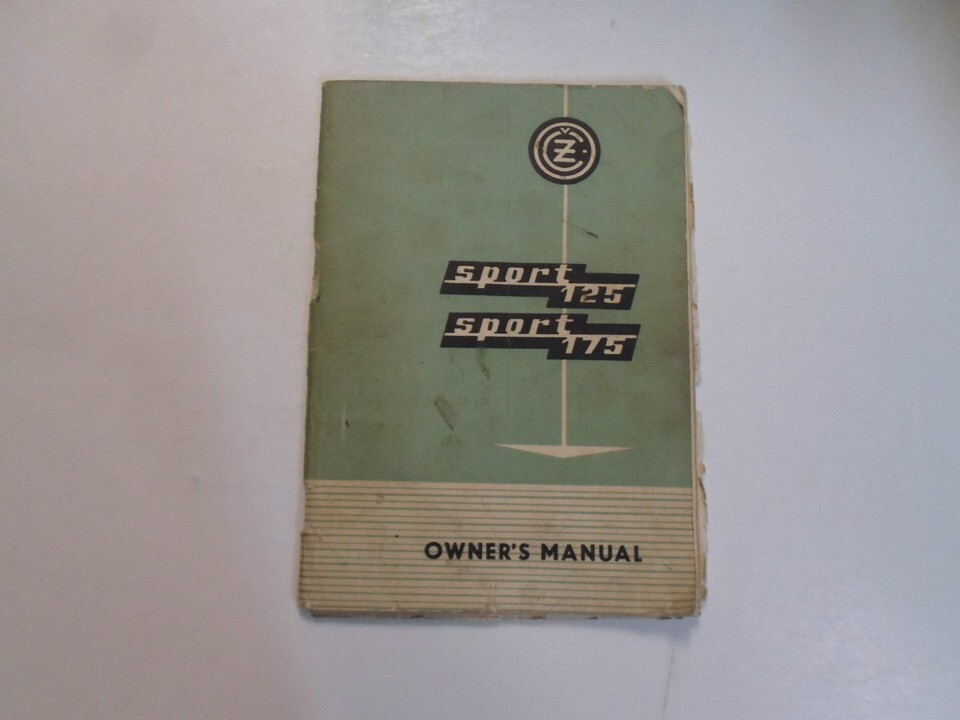 ČZ
sport
125
sport
175
OWNER'S MANUAL